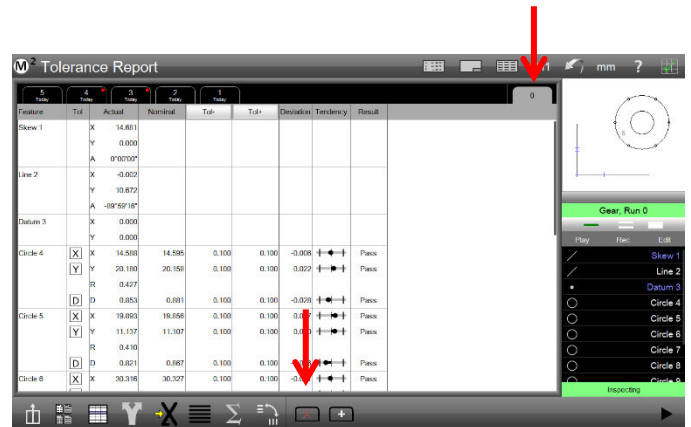 M² Tolerance Report
mm ?
5 Today 4 Today 3 Today 2 Today 1 Today 0
Feature Tol Actual Nominal Tol- Tol+ Deviation Tendency Result
Skew 1 X 14.681
Y 0.000
A 0°00'00"
Line 2 X -0.002
Y 10.672
A -89°59'16"
Datum 3 X 0.000
Y 0.000
Circle 4 X X 14.588 14.595 0.100 0.100 -0.008 Pass
Y Y 20.180 20.158 0.100 0.100 0.022 Pass
R 0.427
D D 0.853 0.881 0.100 0.100 -0.028 Pass
Circle 5 X X 19.893 19.856 0.100 0.100 Pass
Y Y 11.137 11.107 0.100 0.100 Pass
R 0.410
D D 0.821 0.867 0.100 0.100 Pass
Circle 6 X X 30.316 30.327 0.100 0.100 Pass
Gear, Run 0
Play Rec Edit
Skew 1
Line 2
Datum 3
Circle 4
Circle 5
Circle 6
Circle 7
Circle 8
Circle 9
Inspecting